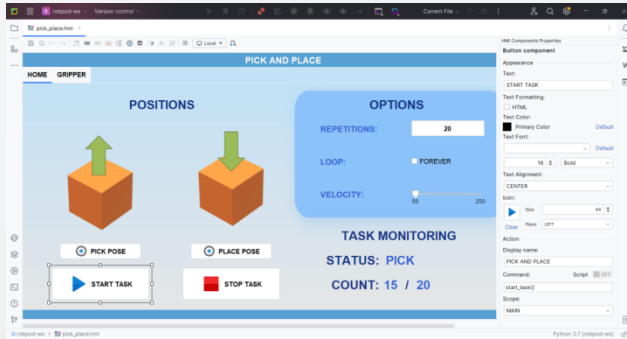 robopod-ws
Version control
Current File
pick_place.hmi
Local
HMI Components Properties
PICK AND PLACE
Button component
HOME GRIPPER
Appearance
Text:
START TASK
POSITIONS
OPTIONS
Text Formatting:
HTML
Text Color:
Primary Color Default
REPETITIONS: 20
Text Font:
Default
LOOP: FOREVER
16 Bold
Text Alignment:
CENTER
VELOCITY:
50 250
Icon:
Size 44
Clear Place LEFT
TASK MONITORING
Action
PICK POSE PLACE POSE
Display name:
STATUS: PICK
PICK AND PLACE
Command: Script OFF
START TASK STOP TASK
COUNT: 15 / 20
start_task()
Scope:
MAIN
robopod-ws > pick_place.hmi
Python 3.7 (robopod-ws)